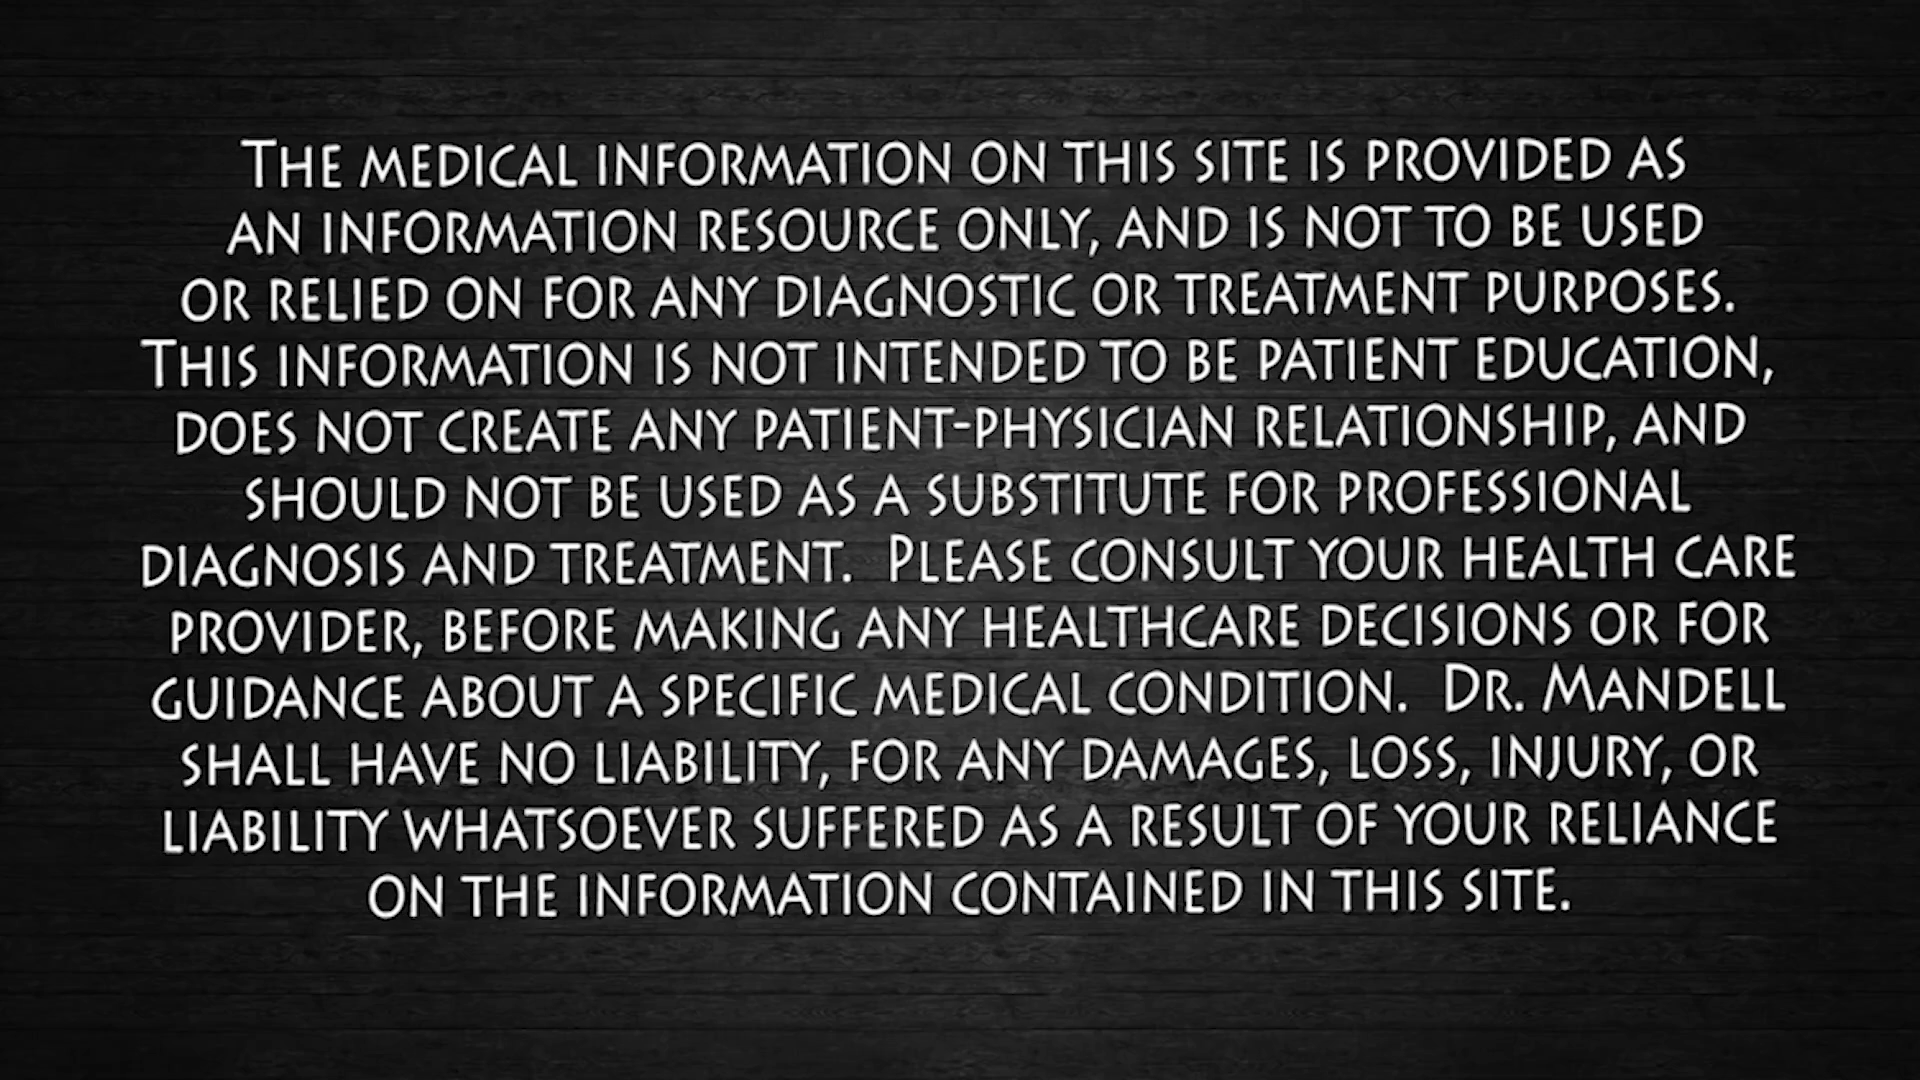 The medical information on this site is provided as
an information resource only, and is not to be used
or relied on for any diagnostic or treatment purposes.
This information is not intended to be patient education,
does not create any patient-physician relationship, and
should not be used as a substitute for professional
diagnosis and treatment.  Please consult your health care
provider, before making any healthcare decisions or for
guidance about a specific medical condition.  Dr. Mandell
shall have no liability, for any damages, loss, injury, or
liability whatsoever suffered as a result of your reliance
on the information contained in this site.